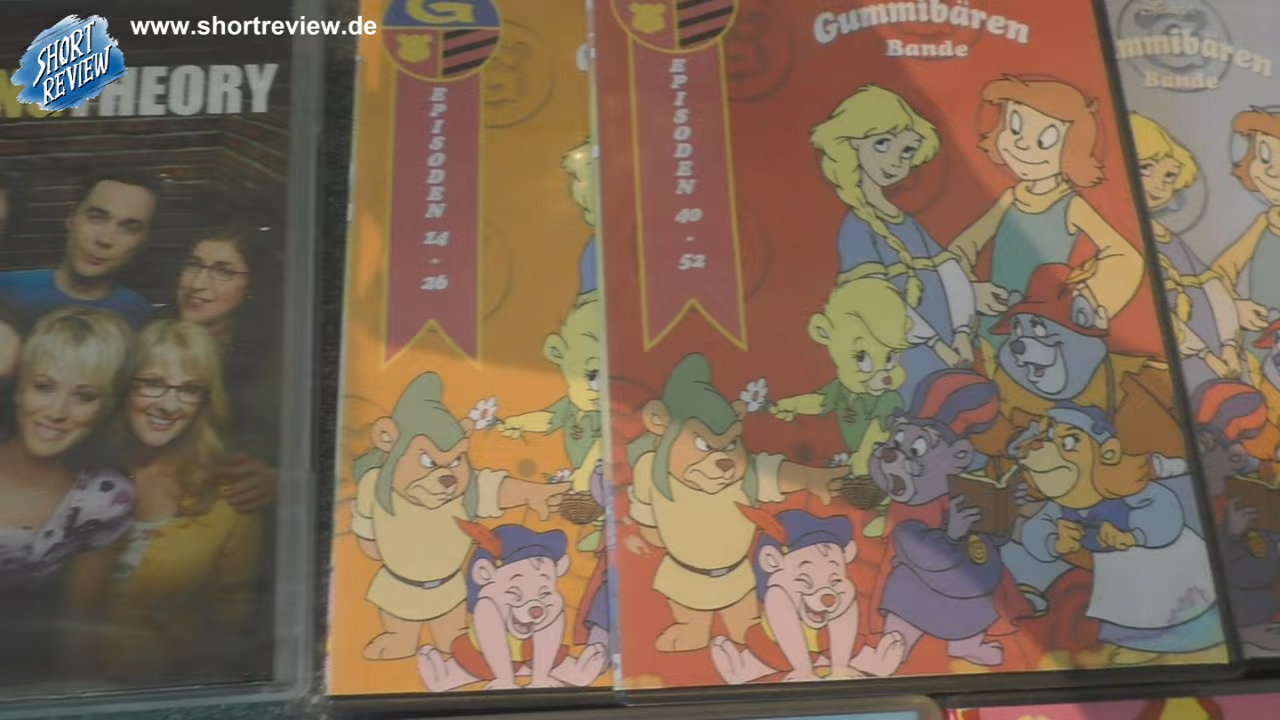 www.shortreview.de
SHORT
REVIEW
THEORY
G
EPISODEN
14
-
26
EPISODEN
40
-
52
Gummibären
Bande
mmibären
Bande